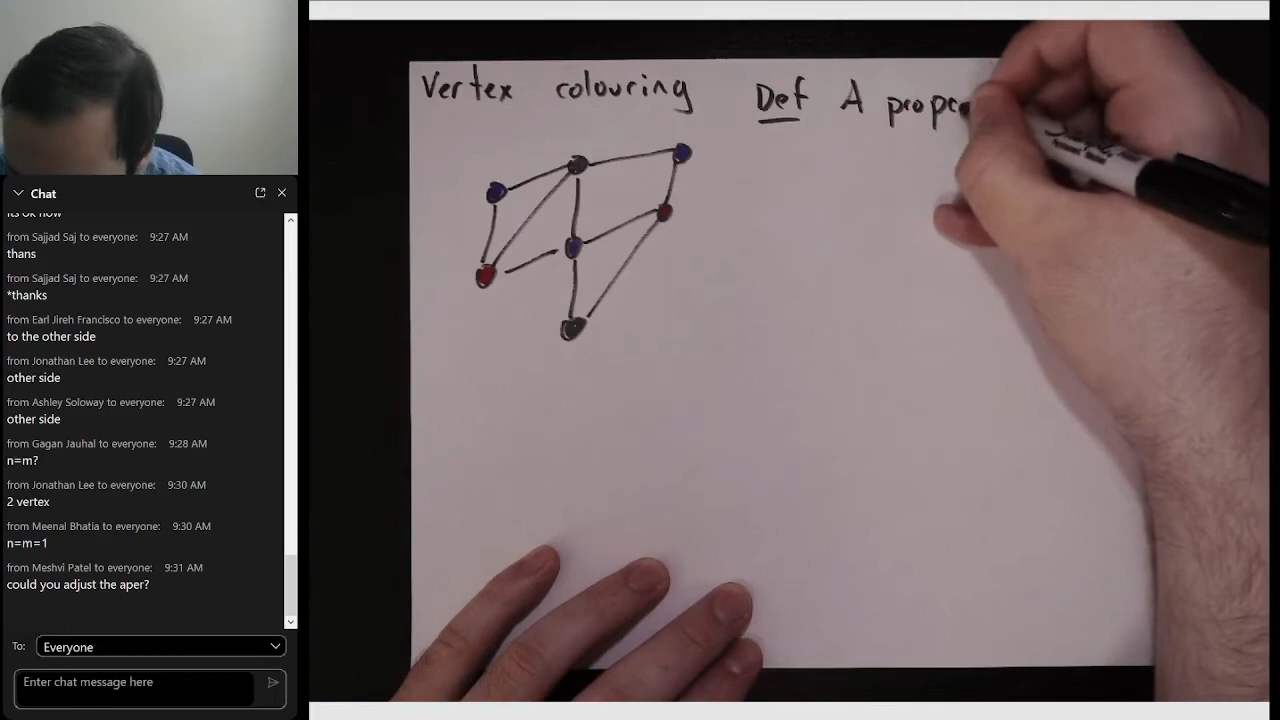 Chat
its ok now
from Sajjad Saj to everyone: 9:27 AM
thans
from Sajjad Saj to everyone: 9:27 AM
*thanks
from Earl Jireh Francisco to everyone: 9:27 AM
to the other side
from Jonathan Lee to everyone: 9:27 AM
other side
from Ashley Soloway to everyone: 9:27 AM
other side
from Gagan Jauhal to everyone: 9:28 AM
n=m?
from Jonathan Lee to everyone: 9:30 AM
2 vertex
from Meenal Bhatia to everyone: 9:30 AM
n=m=1
from Meshvi Patel to everyone: 9:31 AM
could you adjust the aper?
To: Everyone
Enter chat message here
Vertex colouring
Def A prope